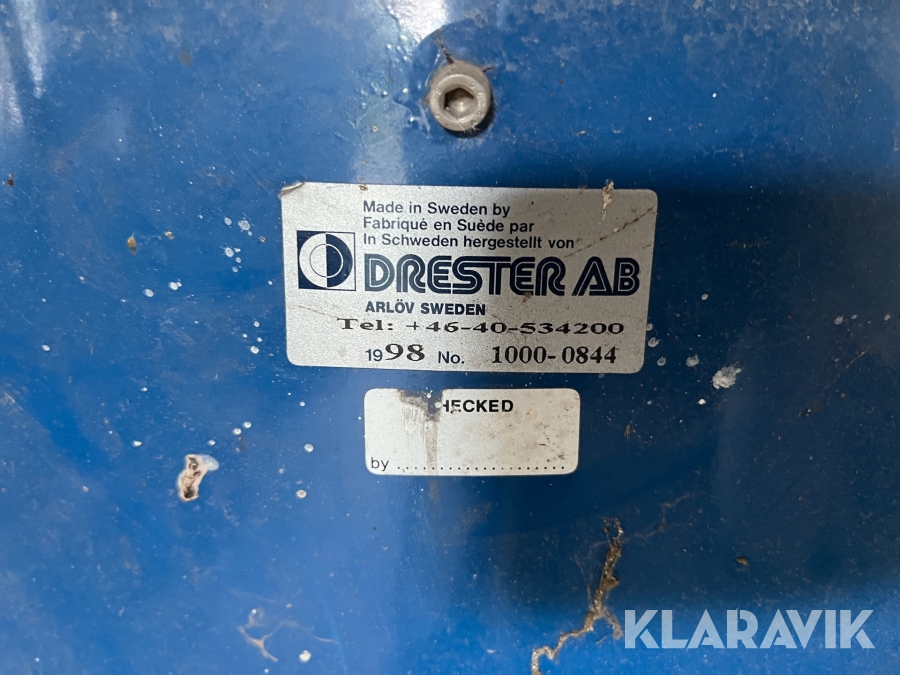 Made in Sweden by
Fabriqué en Suède par
In Schweden hergestellt von
DRESTER AB
ARLÖV SWEDEN
Tel: +46-40-534200
1998 No. 1000-0844
HECKED
by ........................
KLARAVIK